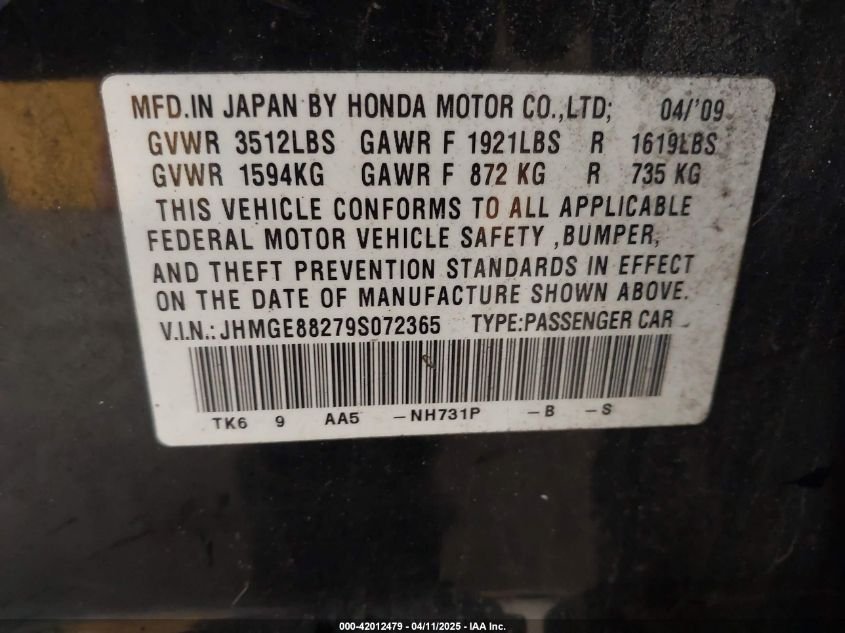 MFD.IN JAPAN BY HONDA MOTOR CO.,LTD; 04/'09
GVWR 3512LBS GAWR F 1921LBS R 1619LBS
GVWR 1594KG GAWR F 872 KG R 735 KG
THIS VEHICLE CONFORMS TO ALL APPLICABLE
FEDERAL MOTOR VEHICLE SAFETY ,BUMPER,
AND THEFT PREVENTION STANDARDS IN EFFECT
ON THE DATE OF MANUFACTURE SHOWN ABOVE.
V.I.N.: JHMGE88279S072365 TYPE:PASSENGER CAR
TK6 9 AA5 -NH731P -B -S
000-42012479 - 04/11/2025 - IAA Inc.